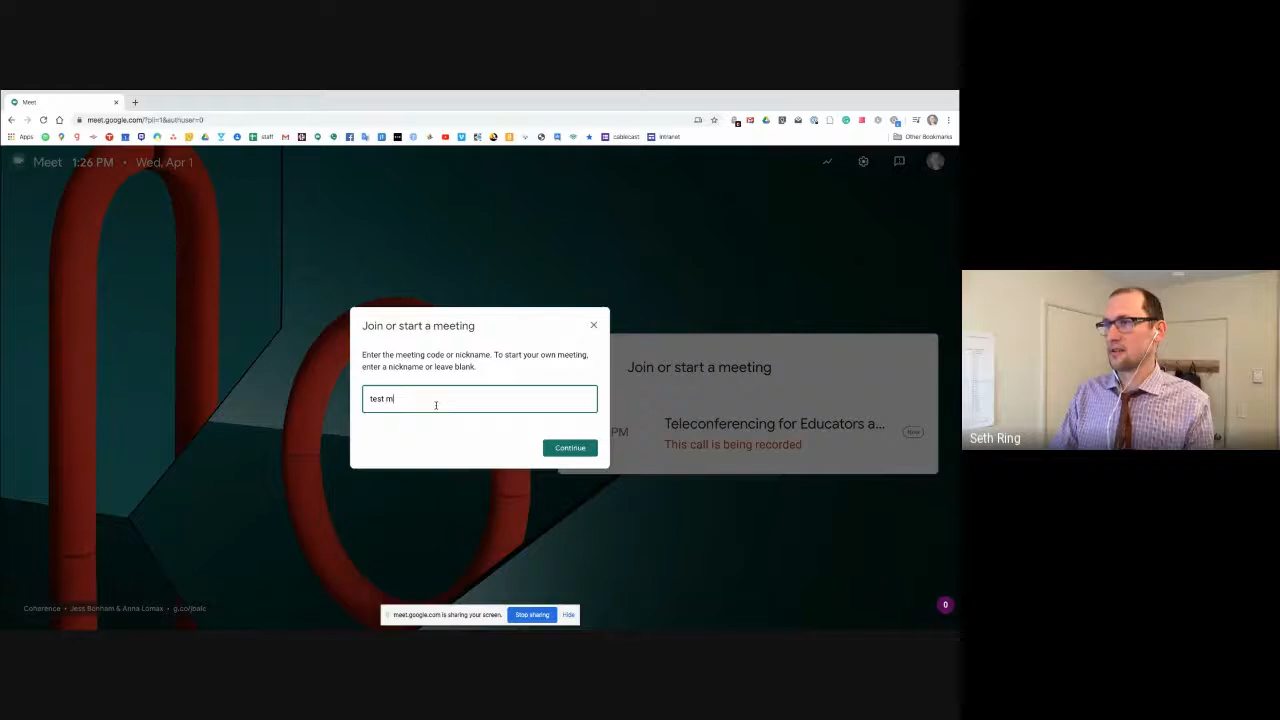 Meet
meet.google.com/?pli=1&authuser=0
Apps
staff
cablecast
Intranet
Other Bookmarks
Meet 1:26 PM • Wed, Apr 1
Join or start a meeting
Enter the meeting code or nickname. To start your own meeting,
enter a nickname or leave blank.
test m
Continue
Join or start a meeting
PM
Teleconferencing for Educators a...
Now
This call is being recorded
Seth Ring
Coherence • Jess Bonham & Anna Lomax • g.co/jbalc
meet.google.com is sharing your screen.
Stop sharing
Hide
0